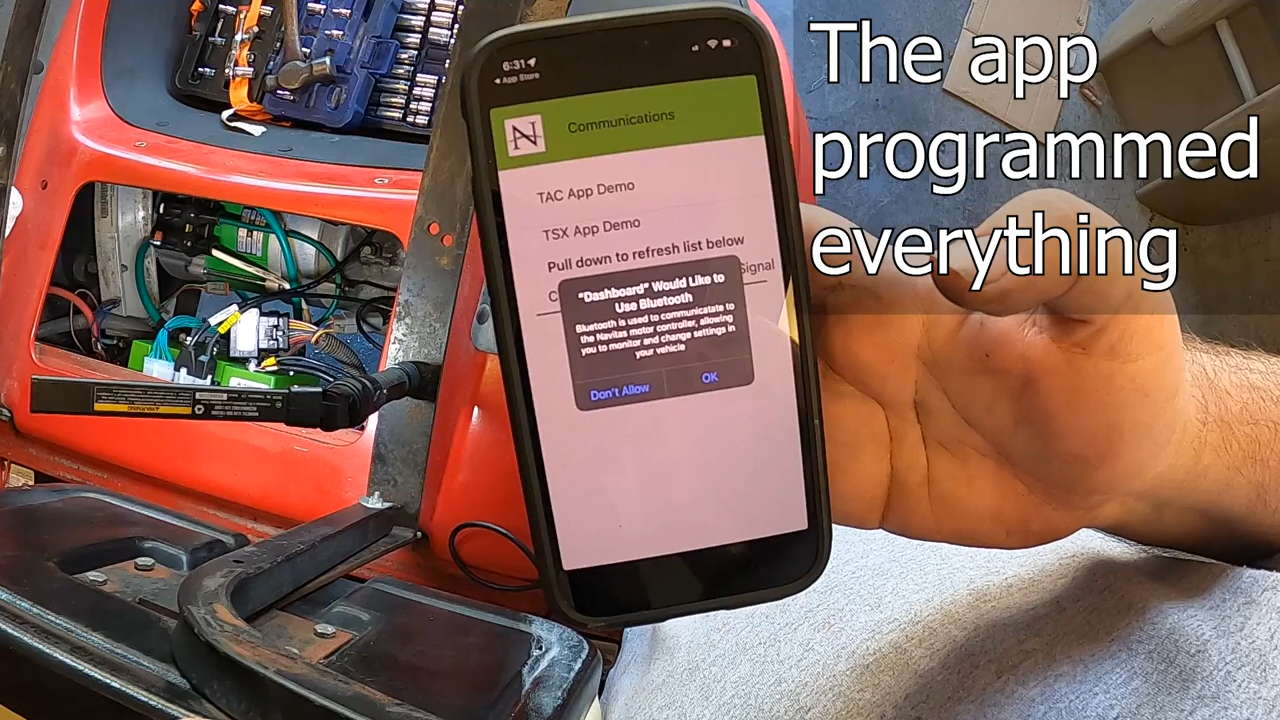 The app
programmed
everything
6:31
App Store
Communications
TAC App Demo
TSX App Demo
Pull down to refresh list below
Signal
"Dashboard" Would Like to
Use Bluetooth
Bluetooth is used to communicatate to
the Navitas motor controller, allowing
you to monitor and change settings in
your vehicle
Don't Allow
OK
WARNING